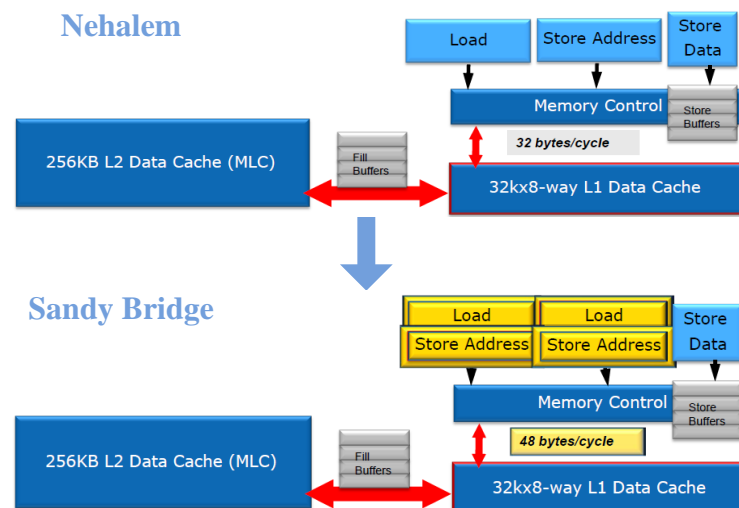 Nehalem
Load
Store Address
Store
Data
Memory Control
Store
Buffers
32 bytes/cycle
256KB L2 Data Cache (MLC)
Fill
Buffers
32kx8-way L1 Data Cache
Sandy Bridge
Load
Load
Store Address
Store Address
Store
Data
Memory Control
Store
Buffers
48 bytes/cycle
256KB L2 Data Cache (MLC)
Fill
Buffers
32kx8-way L1 Data Cache